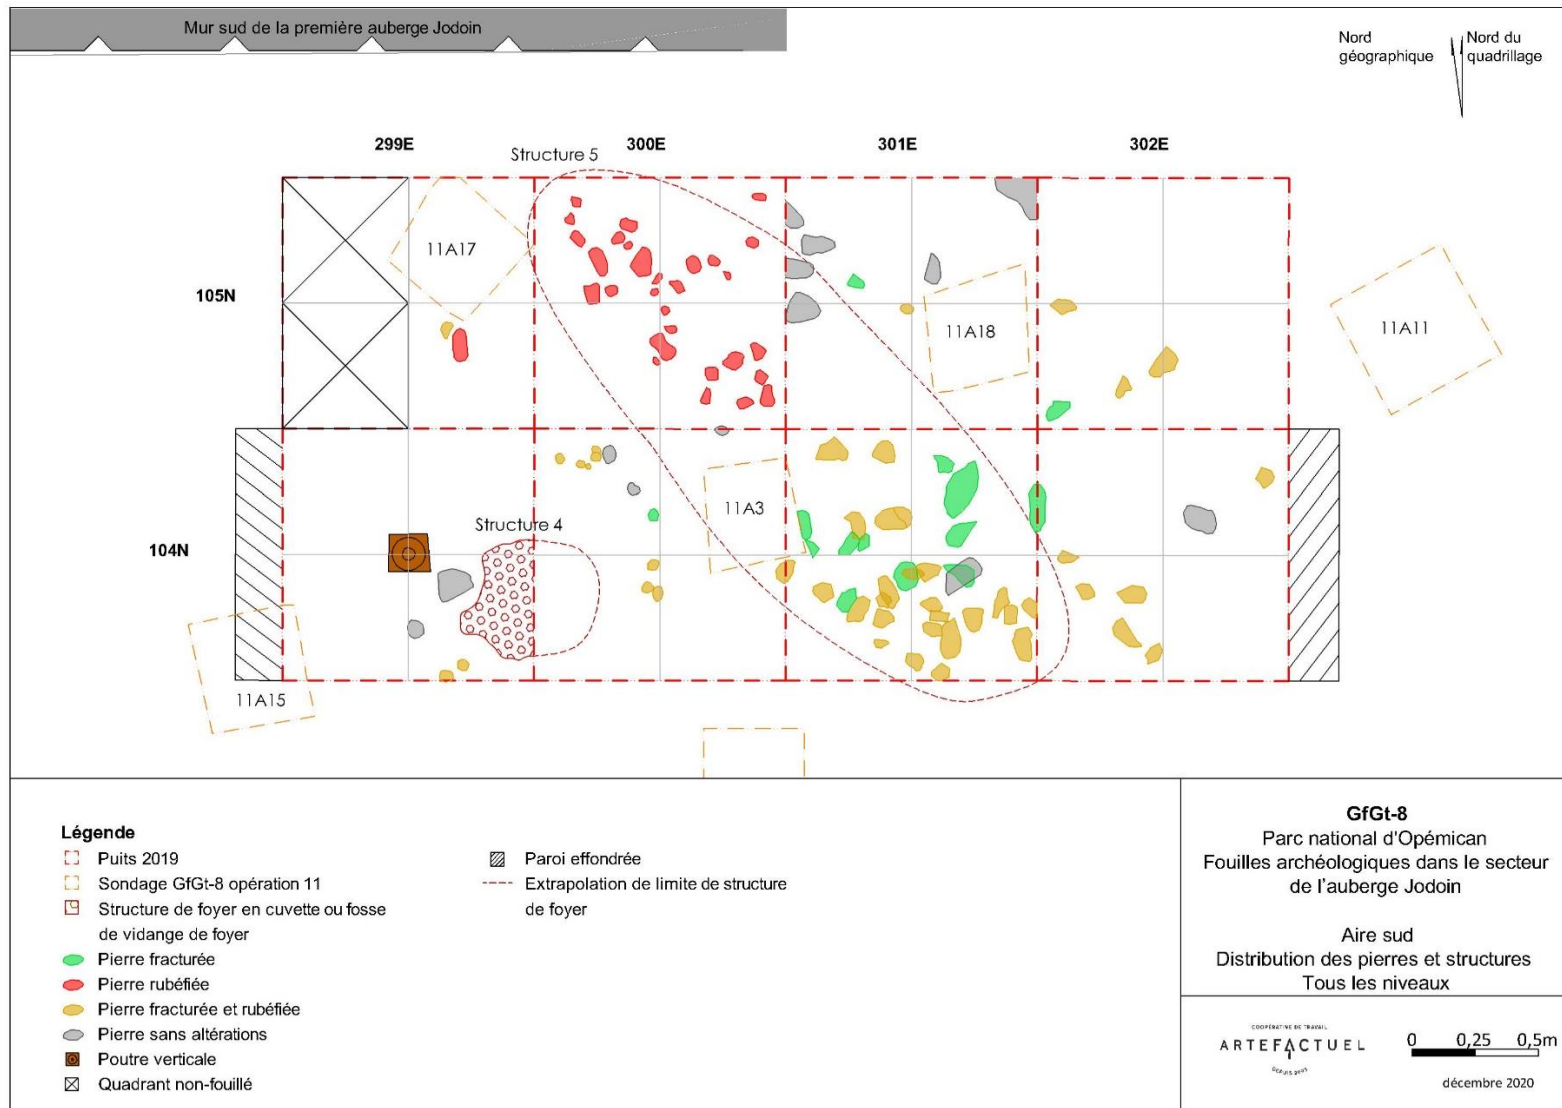 Mur sud de la première auberge Jodoin
Nord
géographique
Nord du
quadrillage
299E
300E
301E
302E
Structure 5
11A17
105N
11A18
11A11
11A3
Structure 4
104N
11A15
Légende
Puits 2019
Sondage GfGt-8 opération 11
Structure de foyer en cuvette ou fosse
de vidange de foyer
Pierre fracturée
Pierre rubéfiée
Pierre fracturée et rubéfiée
Pierre sans altérations
Poutre verticale
Quadrant non-fouillé
Paroi effondrée
Extrapolation de limite de structure
de foyer
GfGt-8
Parc national d'Opémican
Fouilles archéologiques dans le secteur
de l'auberge Jodoin
Aire sud
Distribution des pierres et structures
Tous les niveaux
COOPÉRATIVE DE TRAVAIL
ARTEFACTUEL
0 0,25 0,5m
décembre 2020